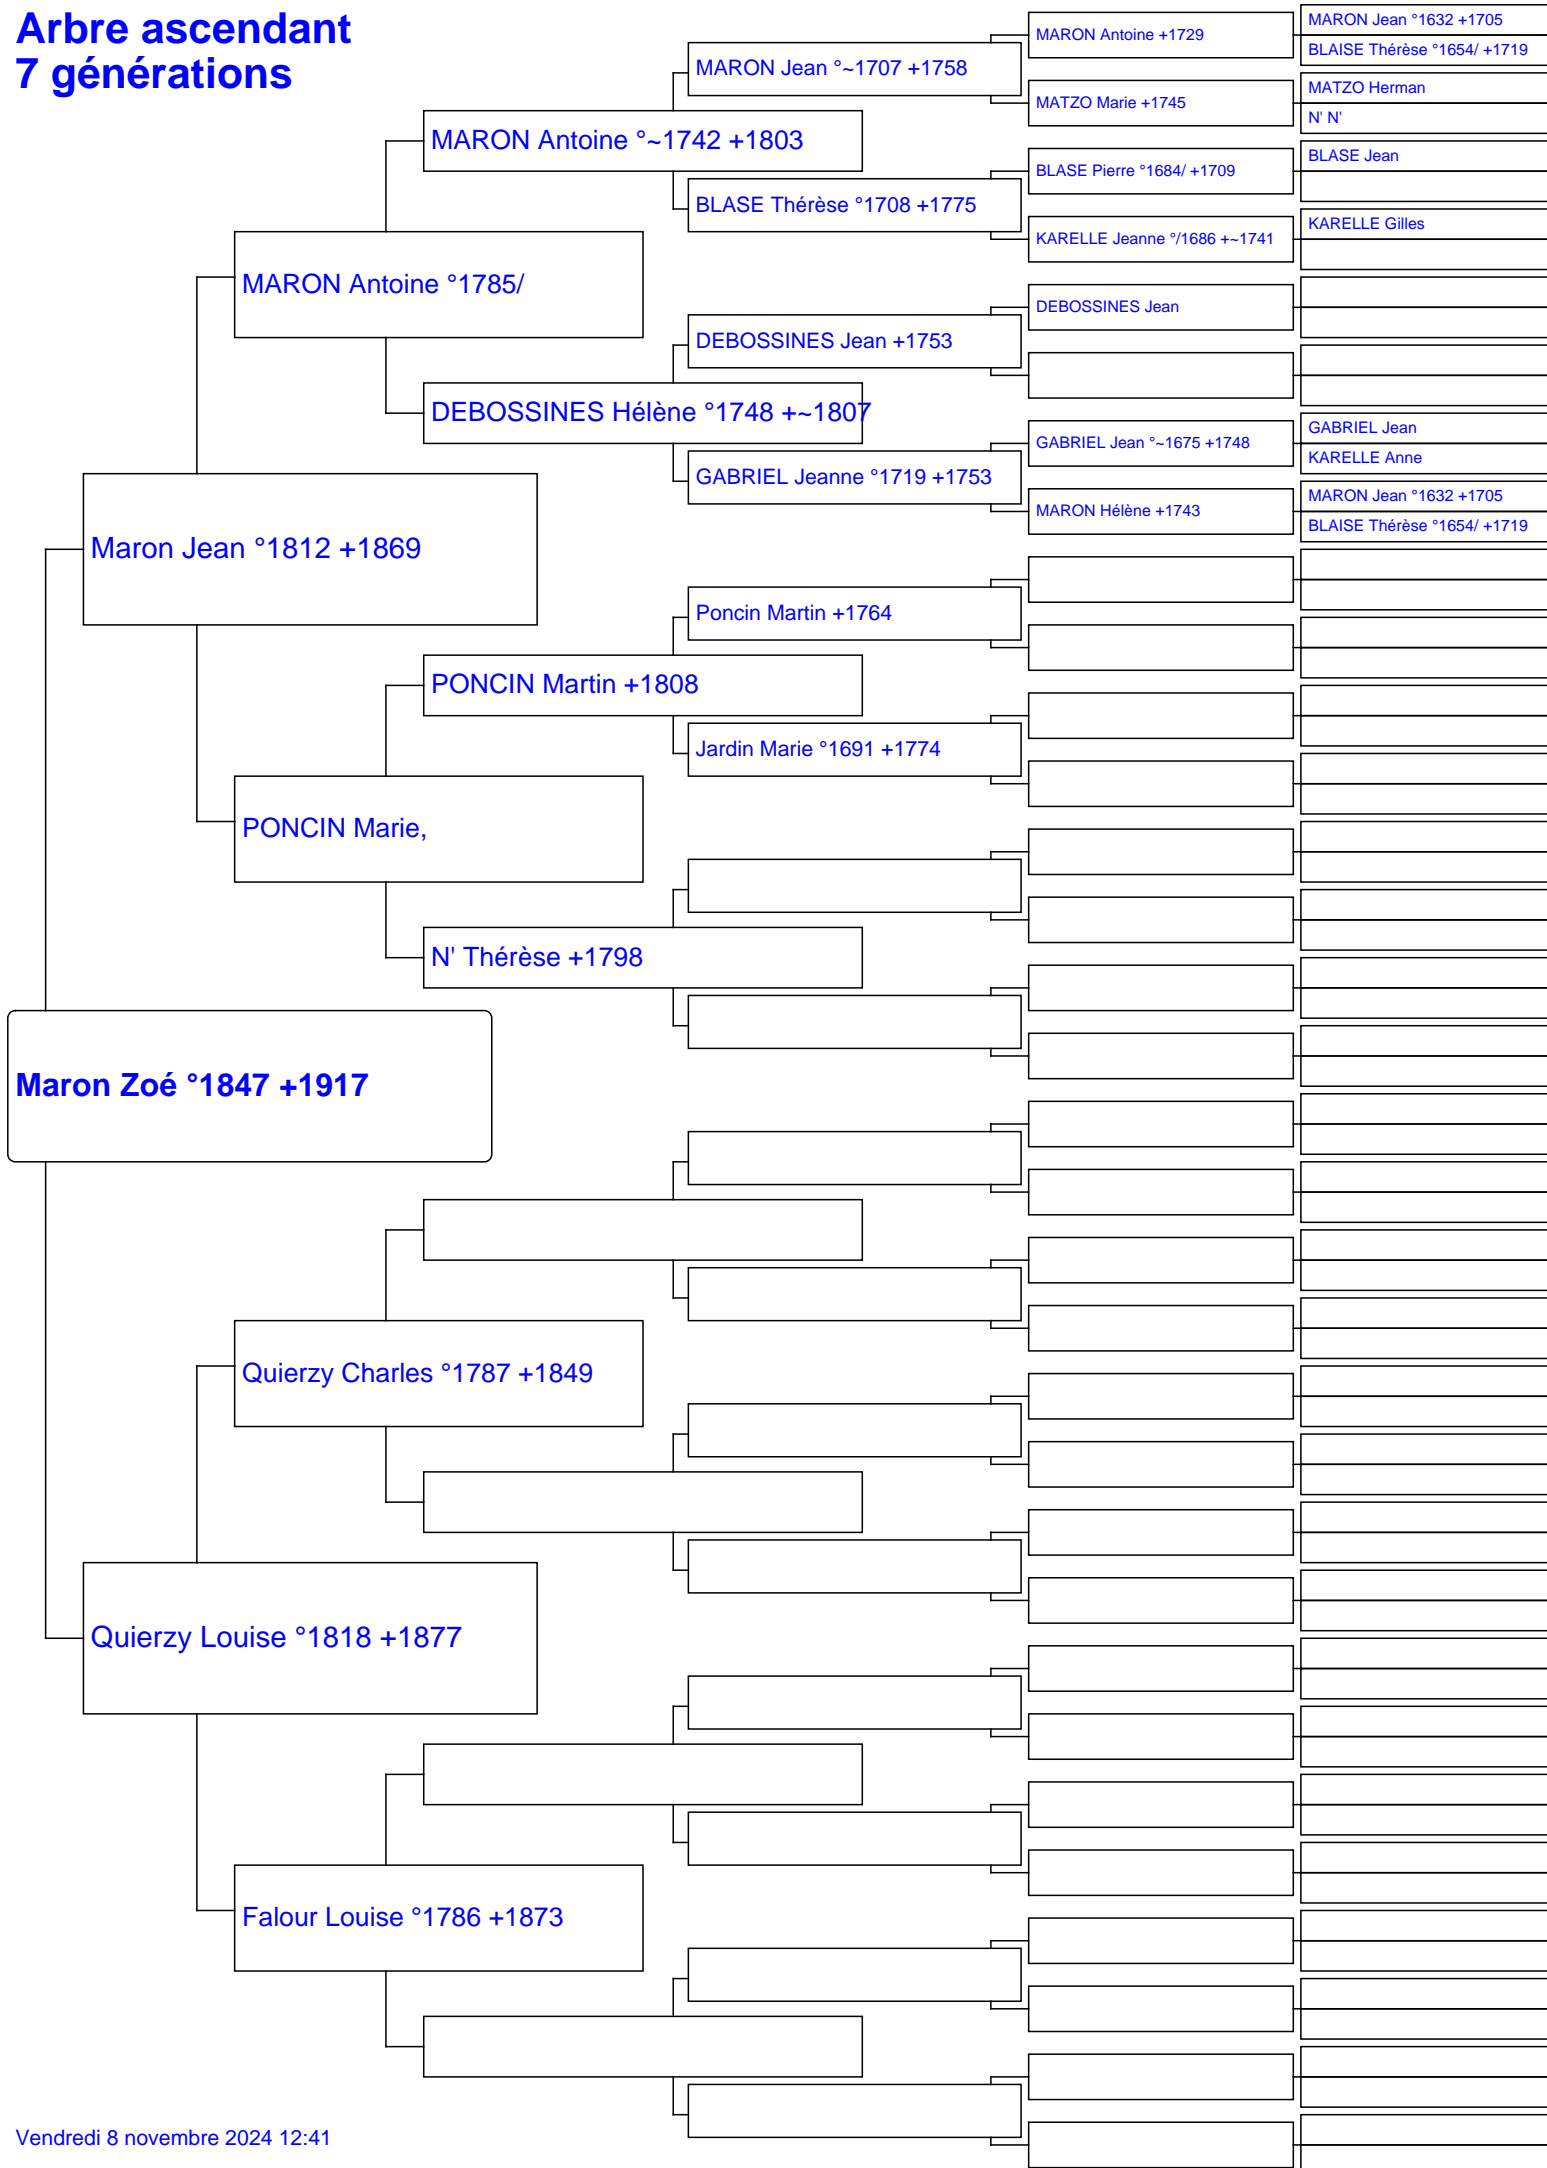 Arbre ascendant
7 générations
MARON Jean °1632 +1705
MARON Antoine +1729
BLAISE Thérèse °1654/ +1719
MARON Jean °~1707 +1758
MATZO Herman
MATZO Marie +1745
N' N'
MARON Antoine °~1742 +1803
BLASE Jean
BLASE Pierre °1684/ +1709
BLASE Thérèse °1708 +1775
KARELLE Gilles
KARELLE Jeanne °/1686 +~1741
MARON Antoine °1785/
DEBOSSINES Jean
DEBOSSINES Jean +1753
DEBOSSINES Hélène °1748 +~1807
GABRIEL Jean
GABRIEL Jean °~1675 +1748
KARELLE Anne
GABRIEL Jeanne °1719 +1753
MARON Jean °1632 +1705
MARON Hélène +1743
BLAISE Thérèse °1654/ +1719
Maron Jean °1812 +1869
Poncin Martin +1764
PONCIN Martin +1808
Jardin Marie °1691 +1774
PONCIN Marie,
N' Thérèse +1798
Maron Zoé °1847 +1917
Quierzy Charles °1787 +1849
Quierzy Louise °1818 +1877
Falour Louise °1786 +1873
Vendredi 8 novembre 2024 12:41